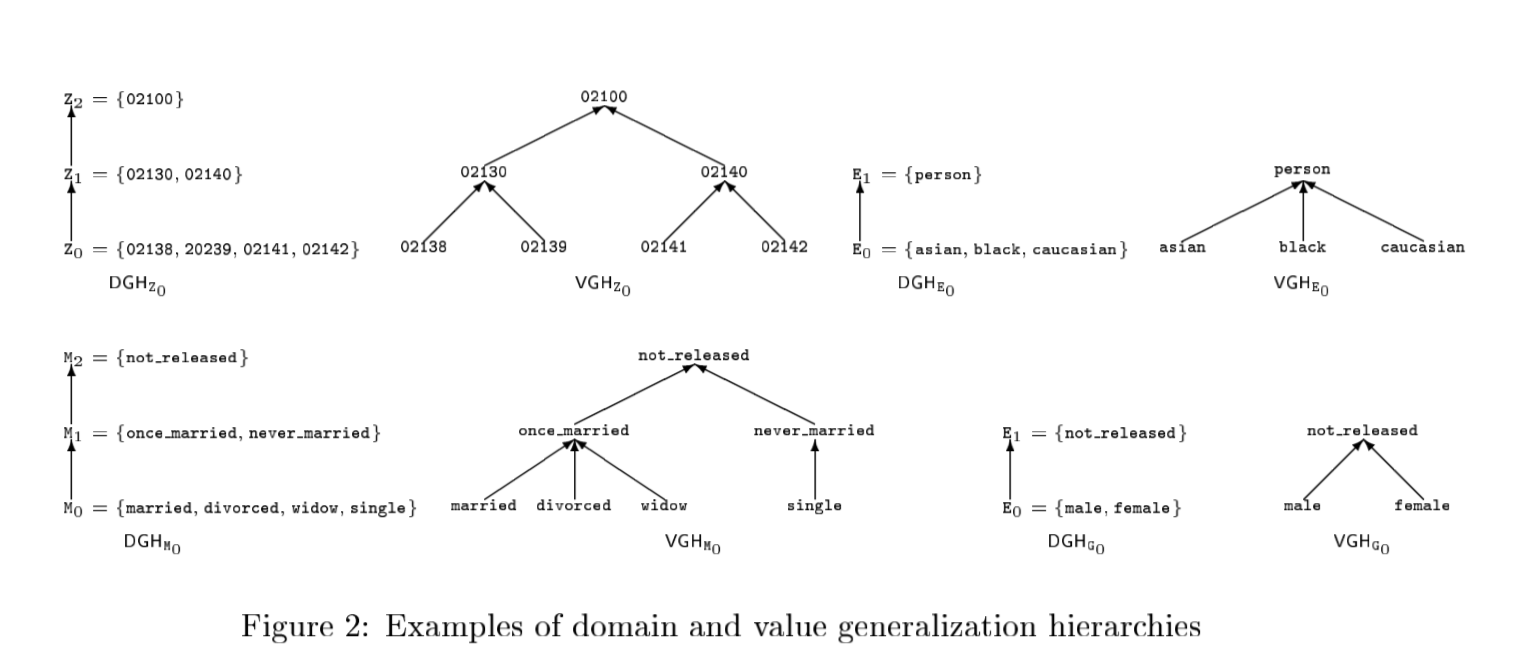 Z2 = {02100}
02100
Z1 = {02130, 02140}
02130
02140
E1 = {person}
person
Z0 = {02138, 20239, 02141, 02142}
02138
02139
02141
02142
E0 = {asian, black, caucasian}
asian
black
caucasian
DGHZ0
VGHZ0
DGHE0
VGHE0
M2 = {not_released}
not_released
M1 = {once_married, never_married}
once_married
never_married
E1 = {not_released}
not_released
M0 = {married, divorced, widow, single}
married
divorced
widow
single
E0 = {male, female}
male
female
DGHM0
VGHM0
DGHG0
VGHG0
Figure 2: Examples of domain and value generalization hierarchies